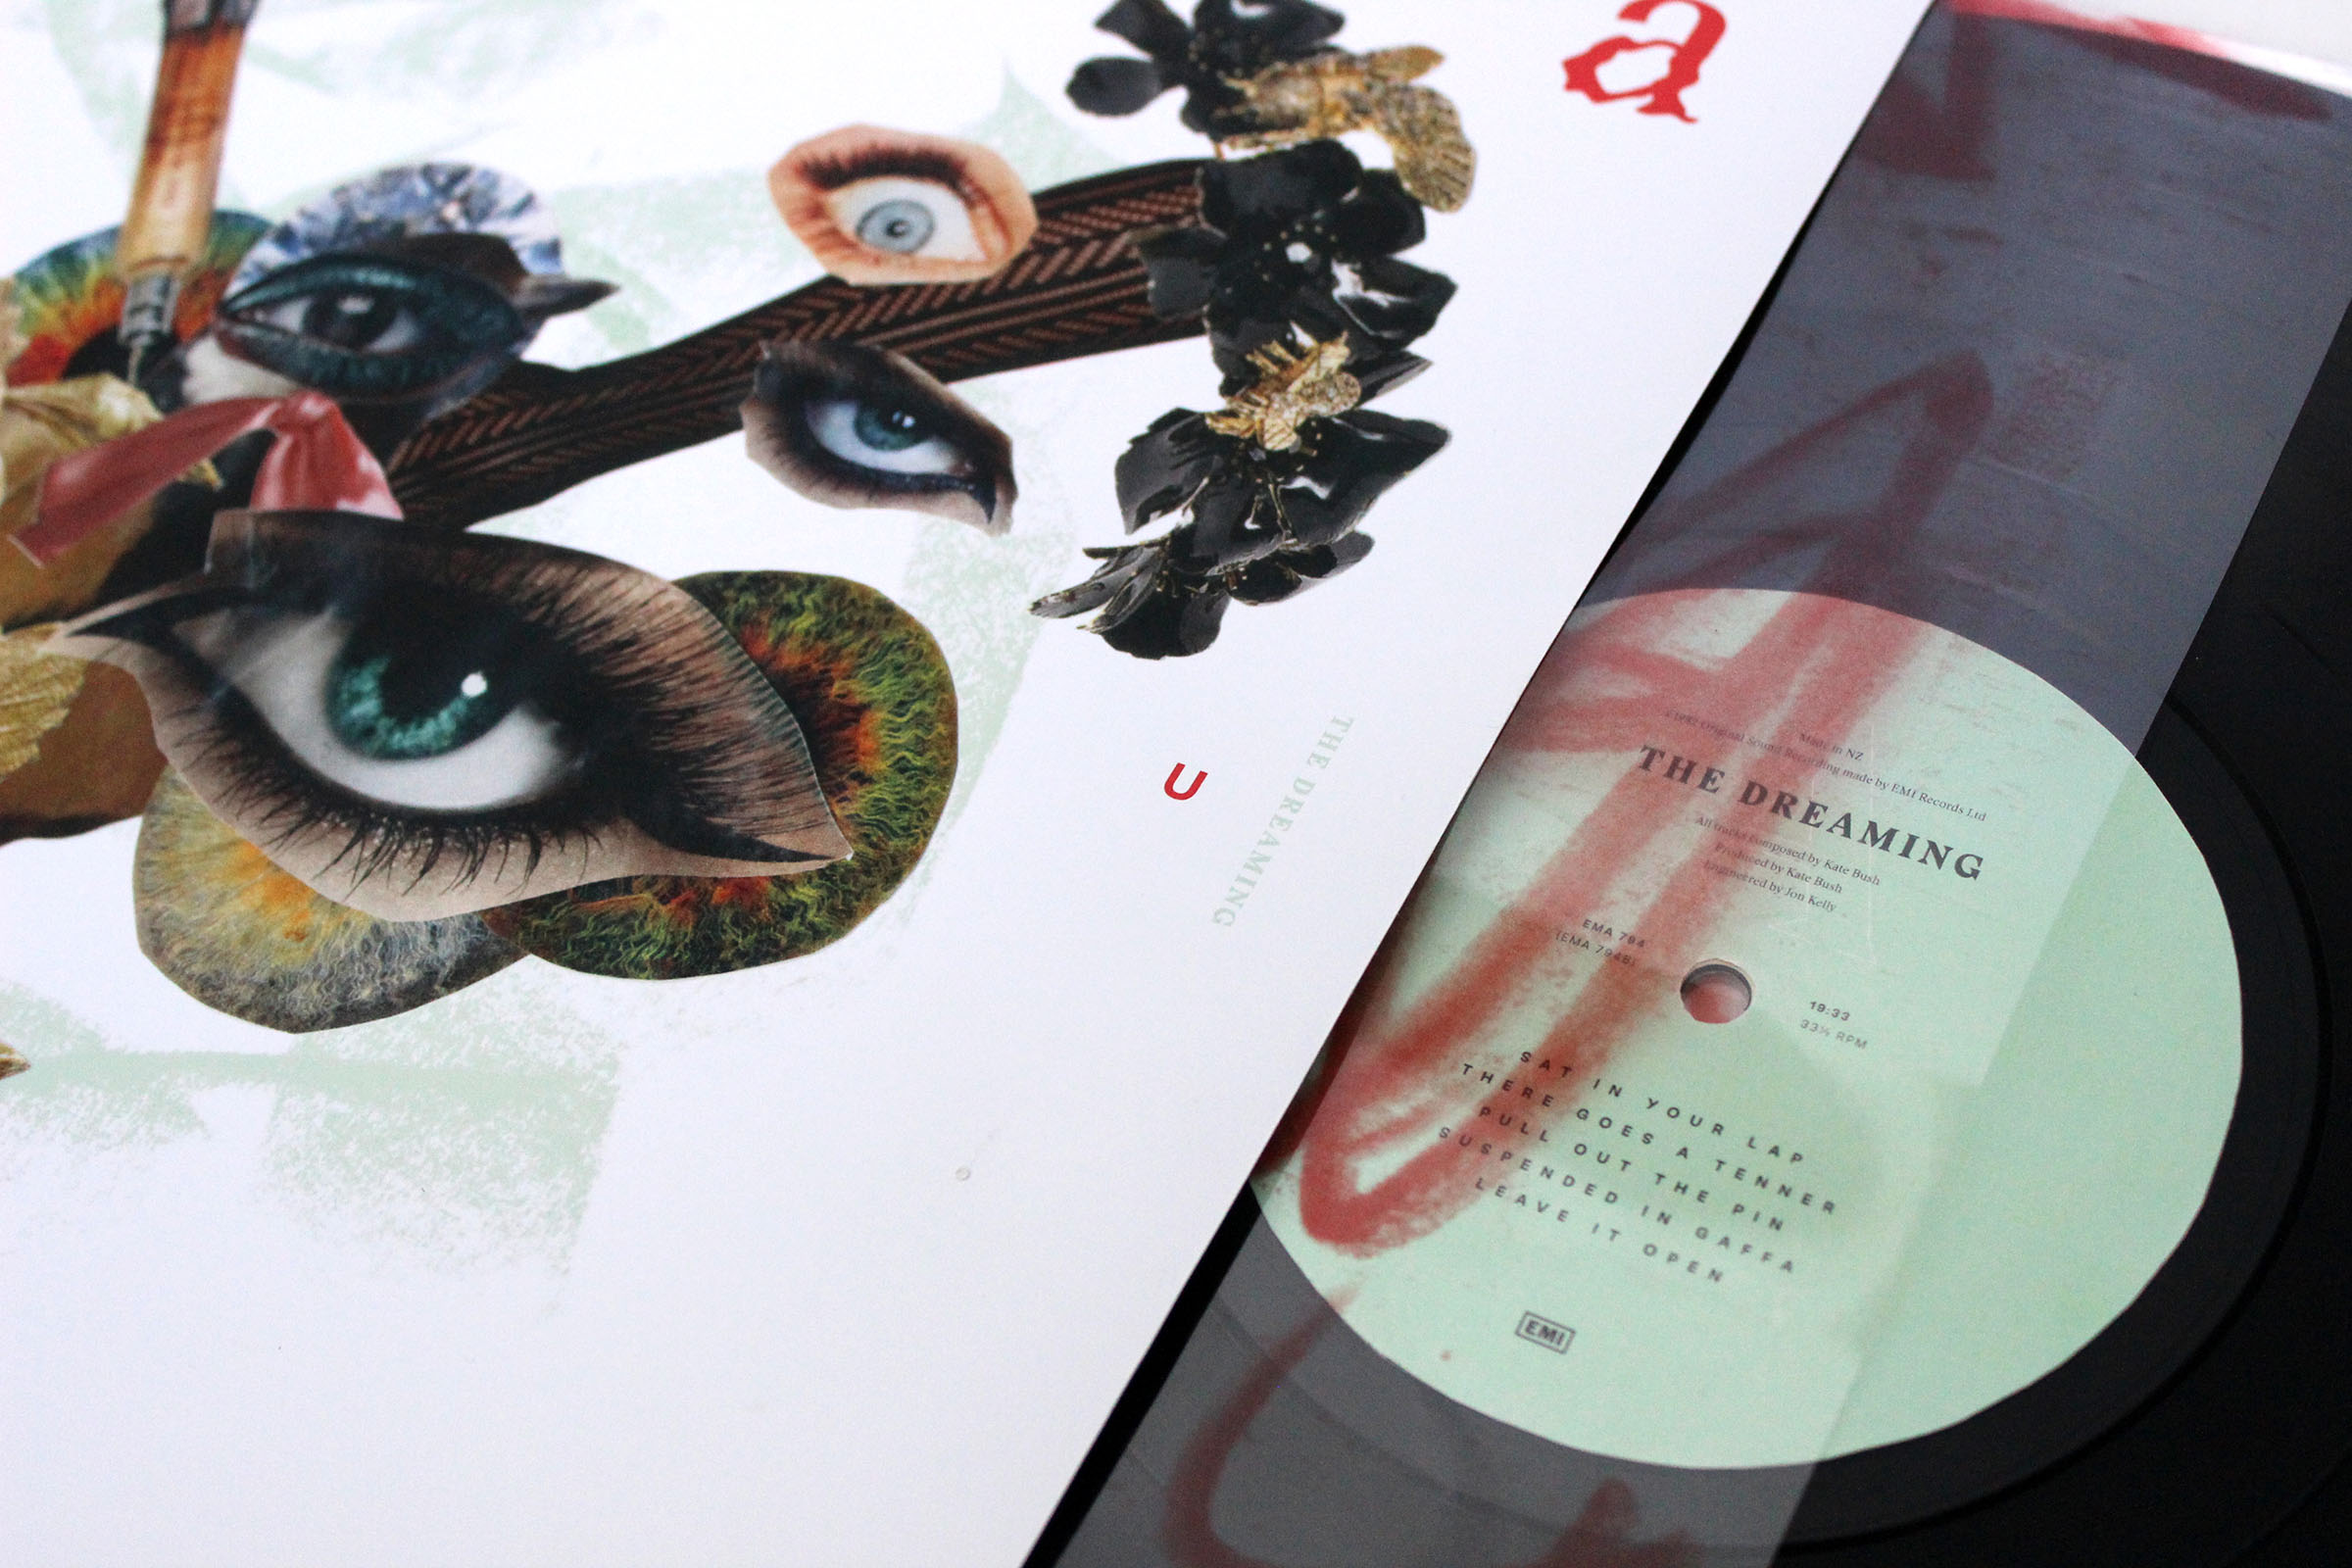 a
U
THE DREAMING
Made in NZ
Original Sound Recording made by EMI Records Ltd
THE DREAMING
All tracks composed by Kate Bush
Produced by Kate Bush
Engineered by Jon Kelly
EMA 794
(EMA 794B)
19:33
33⅓ RPM
SAT IN YOUR LAP
THERE GOES A TENNER
PULL OUT THE PIN
SUSPENDED IN GAFFA
LEAVE IT OPEN
EMI